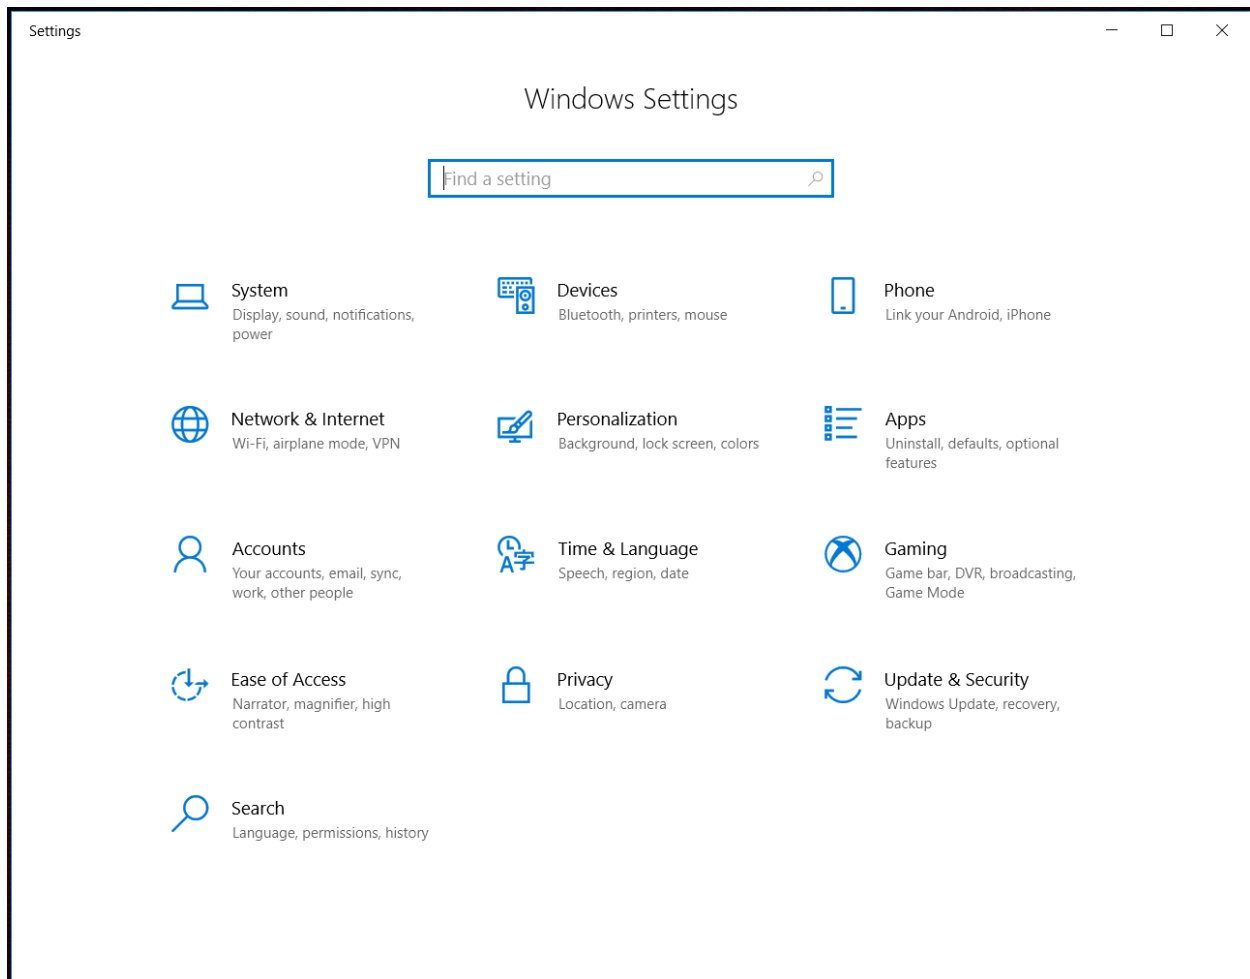 Settings
Windows Settings
Find a setting
System
Display, sound, notifications,
power
Devices
Bluetooth, printers, mouse
Phone
Link your Android, iPhone
Network & Internet
Wi-Fi, airplane mode, VPN
Personalization
Background, lock screen, colors
Apps
Uninstall, defaults, optional
features
Accounts
Your accounts, email, sync,
work, other people
Time & Language
Speech, region, date
Gaming
Game bar, DVR, broadcasting,
Game Mode
Ease of Access
Narrator, magnifier, high
contrast
Privacy
Location, camera
Update & Security
Windows Update, recovery,
backup
Search
Language, permissions, history